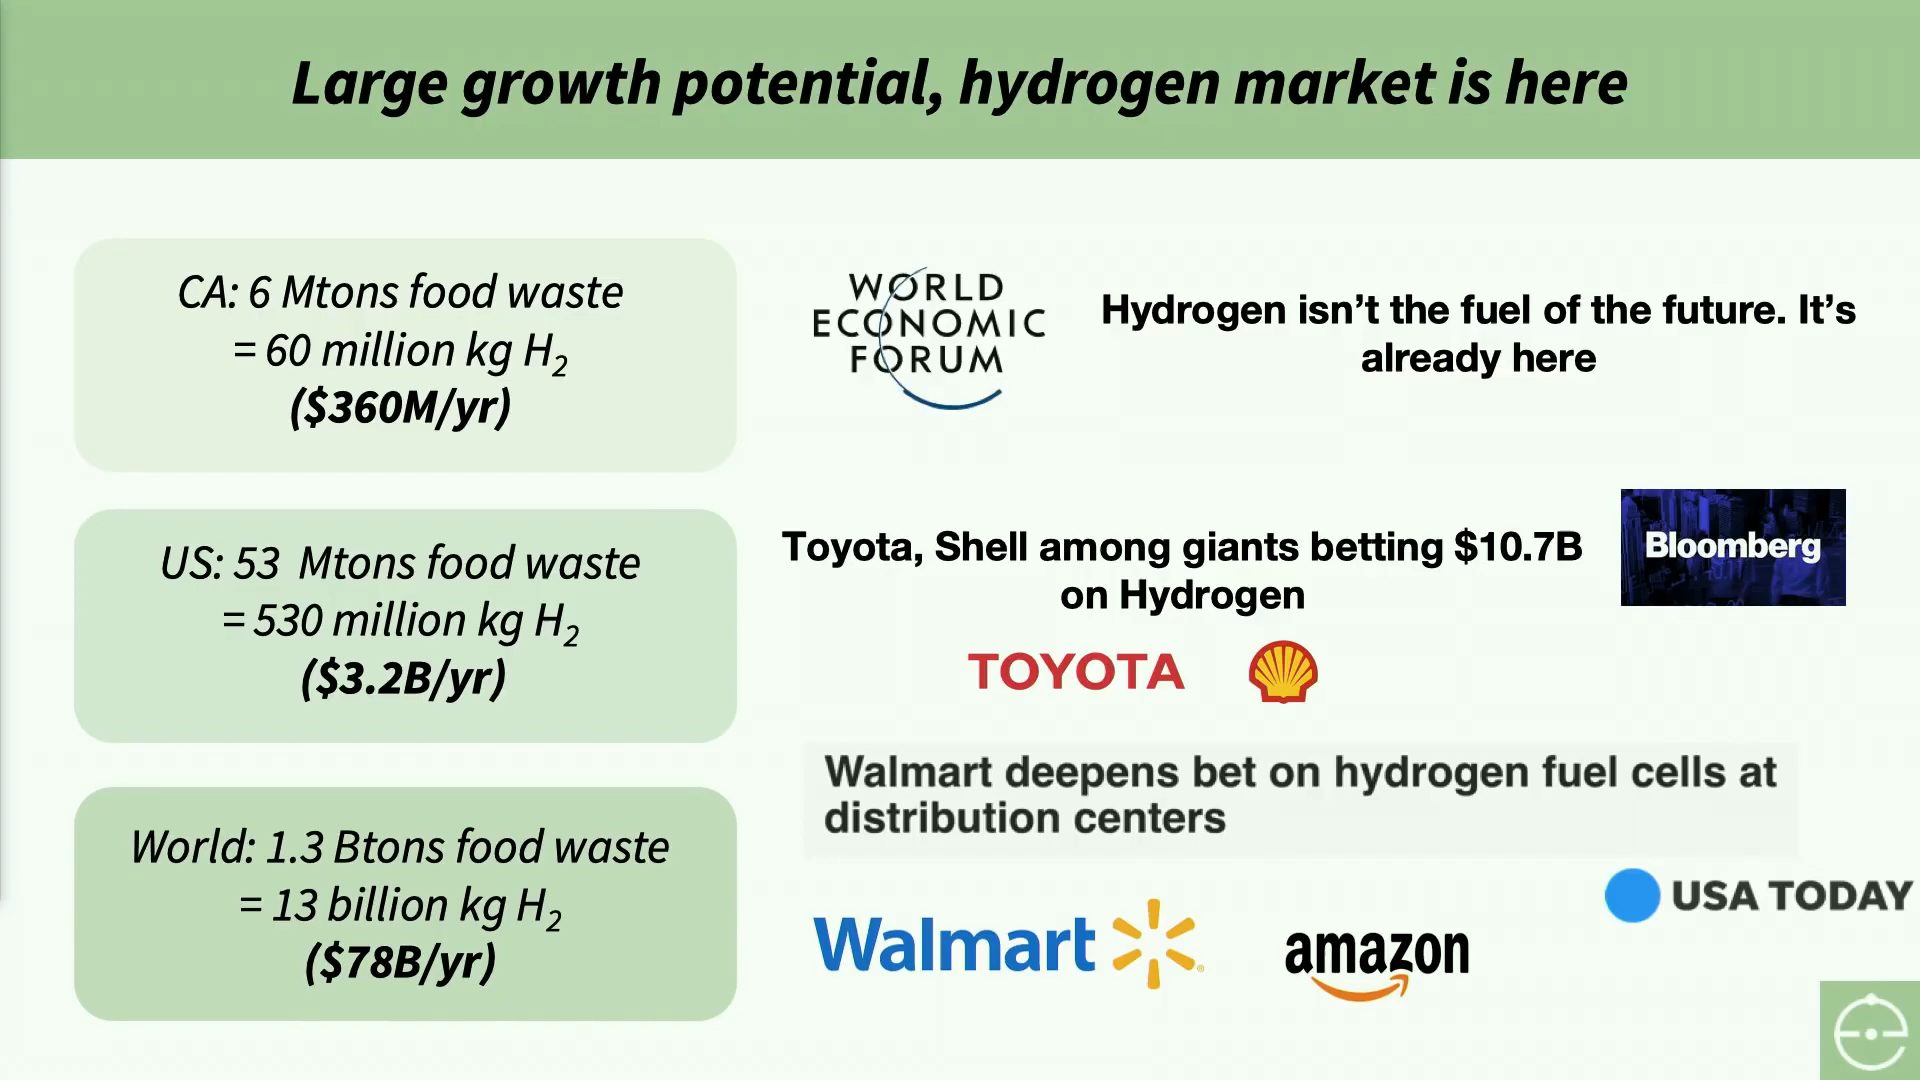 Large growth potential, hydrogen market is here
CA: 6 Mtons food waste
= 60 million kg H₂
($360M/yr)
WORLD
ECONOMIC
FORUM
Hydrogen isn’t the fuel of the future. It’s
already here
US: 53 Mtons food waste
= 530 million kg H₂
($3.2B/yr)
Toyota, Shell among giants betting $10.7B
on Hydrogen
Bloomberg
TOYOTA
World: 1.3 Btons food waste
= 13 billion kg H₂
($78B/yr)
Walmart deepens bet on hydrogen fuel cells at
distribution centers
USA TODAY
Walmart
amazon